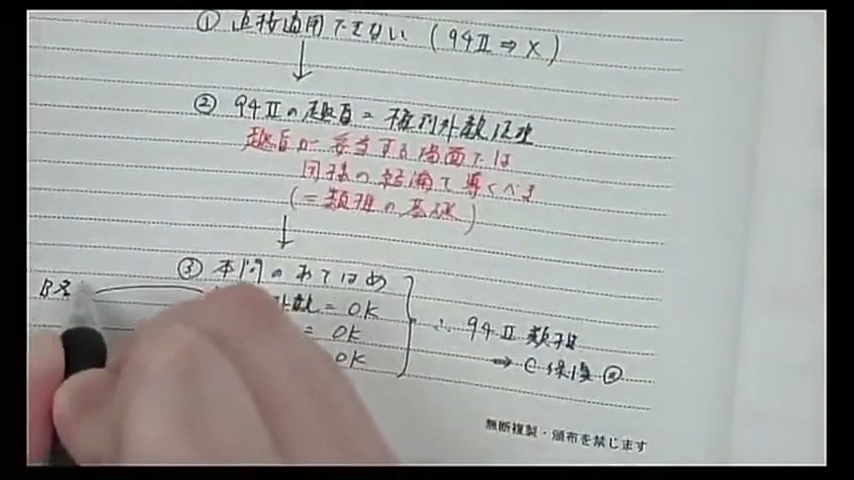 ① 直接適用できない (94Ⅱ⇒×)
↓
② 94Ⅱの趣旨=権利外観法理
趣旨が妥当する場面では
同様の結論を導くべき
(=類推の基礎)
↓
③ 本問のあてはめ
B名
外観=OK
=OK
OK
∴ 94Ⅱ類推
⇒ C保護
無断複製・頒布を禁じます